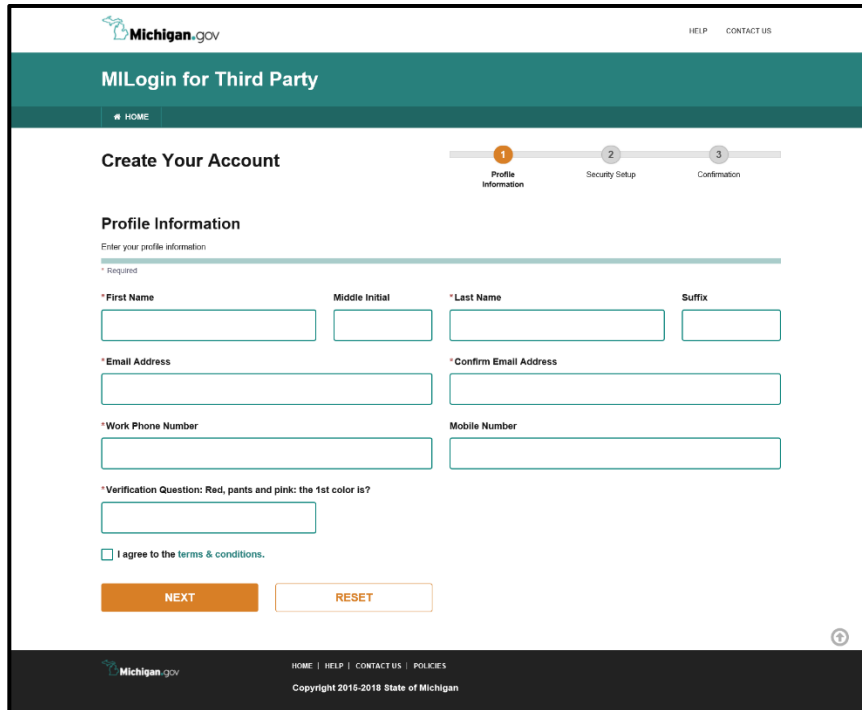 Michigan.gov
HELP CONTACT US
MILogin for Third Party
HOME
Create Your Account
1 2 3
Profile Information Security Setup Confirmation
Profile Information
Enter your profile information
* Required
*First Name Middle Initial *Last Name Suffix
*Email Address *Confirm Email Address
*Work Phone Number Mobile Number
*Verification Question: Red, pants and pink: the 1st color is?
I agree to the terms & conditions.
NEXT RESET
Michigan.gov
HOME | HELP | CONTACT US | POLICIES
Copyright 2015-2018 State of Michigan